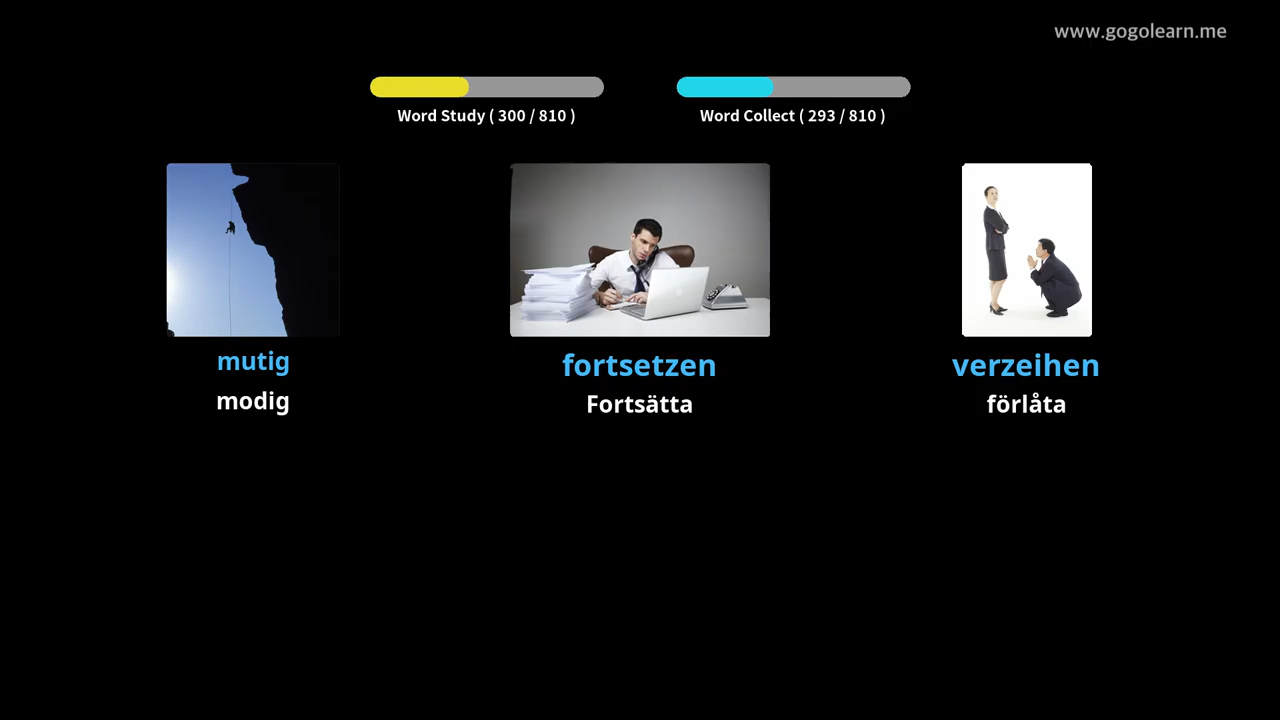 www.gogolearn.me
Word Study ( 300 / 810 )
Word Collect ( 293 / 810 )
mutig
modig
fortsetzen
Fortsätta
verzeihen
förlåta